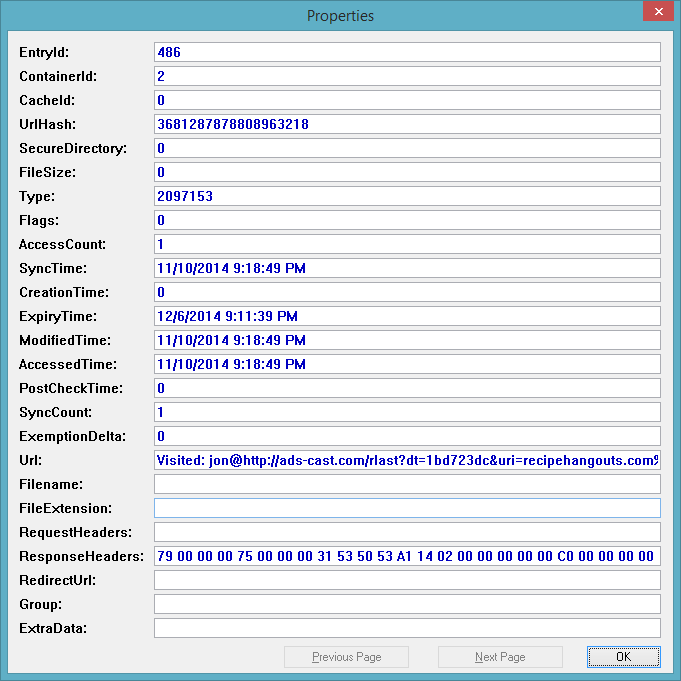 Properties
EntryId: 486
ContainerId: 2
CacheId: 0
UrlHash: 3681287878808963218
SecureDirectory: 0
FileSize: 0
Type: 2097153
Flags: 0
AccessCount: 1
SyncTime: 11/10/2014 9:18:49 PM
CreationTime: 0
ExpiryTime: 12/6/2014 9:11:39 PM
ModifiedTime: 11/10/2014 9:18:49 PM
AccessedTime: 11/10/2014 9:18:49 PM
PostCheckTime: 0
SyncCount: 1
ExemptionDelta: 0
Url: Visited: jon@http://ads-cast.com/rlast?dt=1bd723dc&uri=recipehangouts.com%
Filename:
FileExtension:
RequestHeaders:
ResponseHeaders: 79 00 00 00 75 00 00 00 31 53 50 53 A1 14 02 00 00 00 00 00 C0 00 00 00 00
RedirectUrl:
Group:
ExtraData:
Previous Page Next Page OK